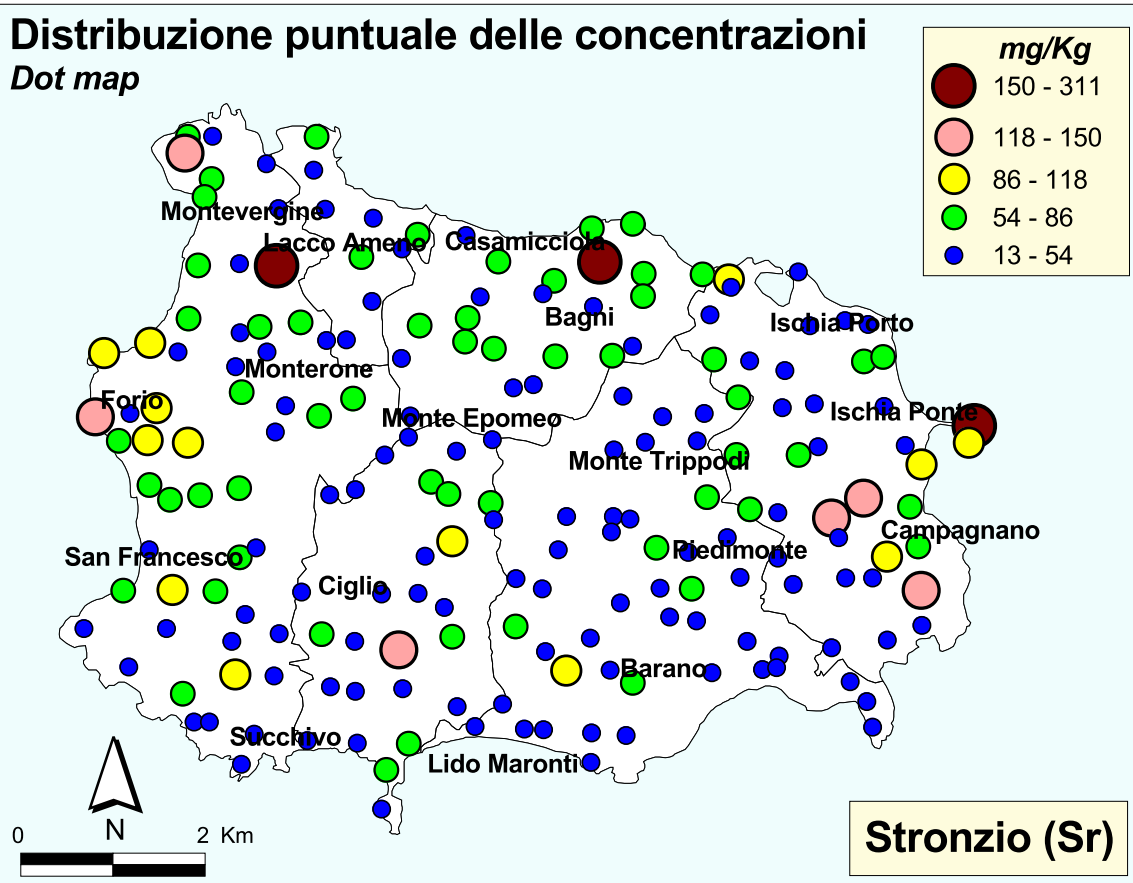 Distribuzione puntuale delle concentrazioni
Dot map
mg/Kg
150 - 311
118 - 150
86 - 118
54 - 86
13 - 54
Montevergine
Lacco Ameno
Casamicciola
Bagni
Ischia Porto
Monterone
Forio
Monte Epomeo
Ischia Ponte
Monte Trippodi
Campagnano
San Francesco
Piedimonte
Ciglio
Barano
Succhivo
Lido Maronti
N
0 2 Km
Stronzio (Sr)